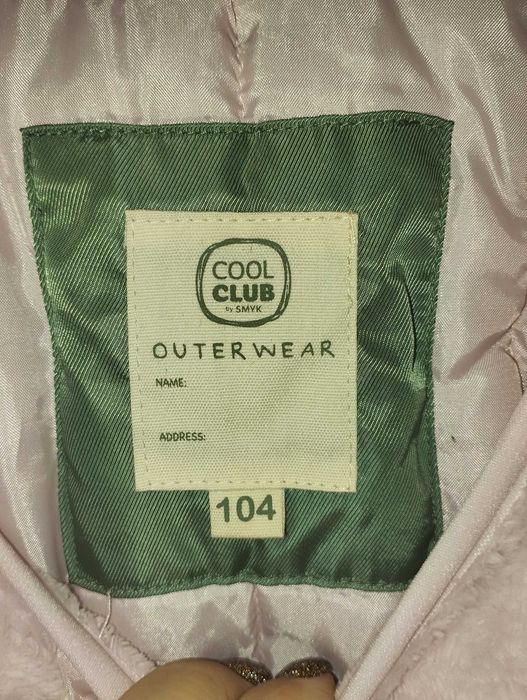 COOL
CLUB
by SMYK
OUTERWEAR
NAME:
ADDRESS:
104